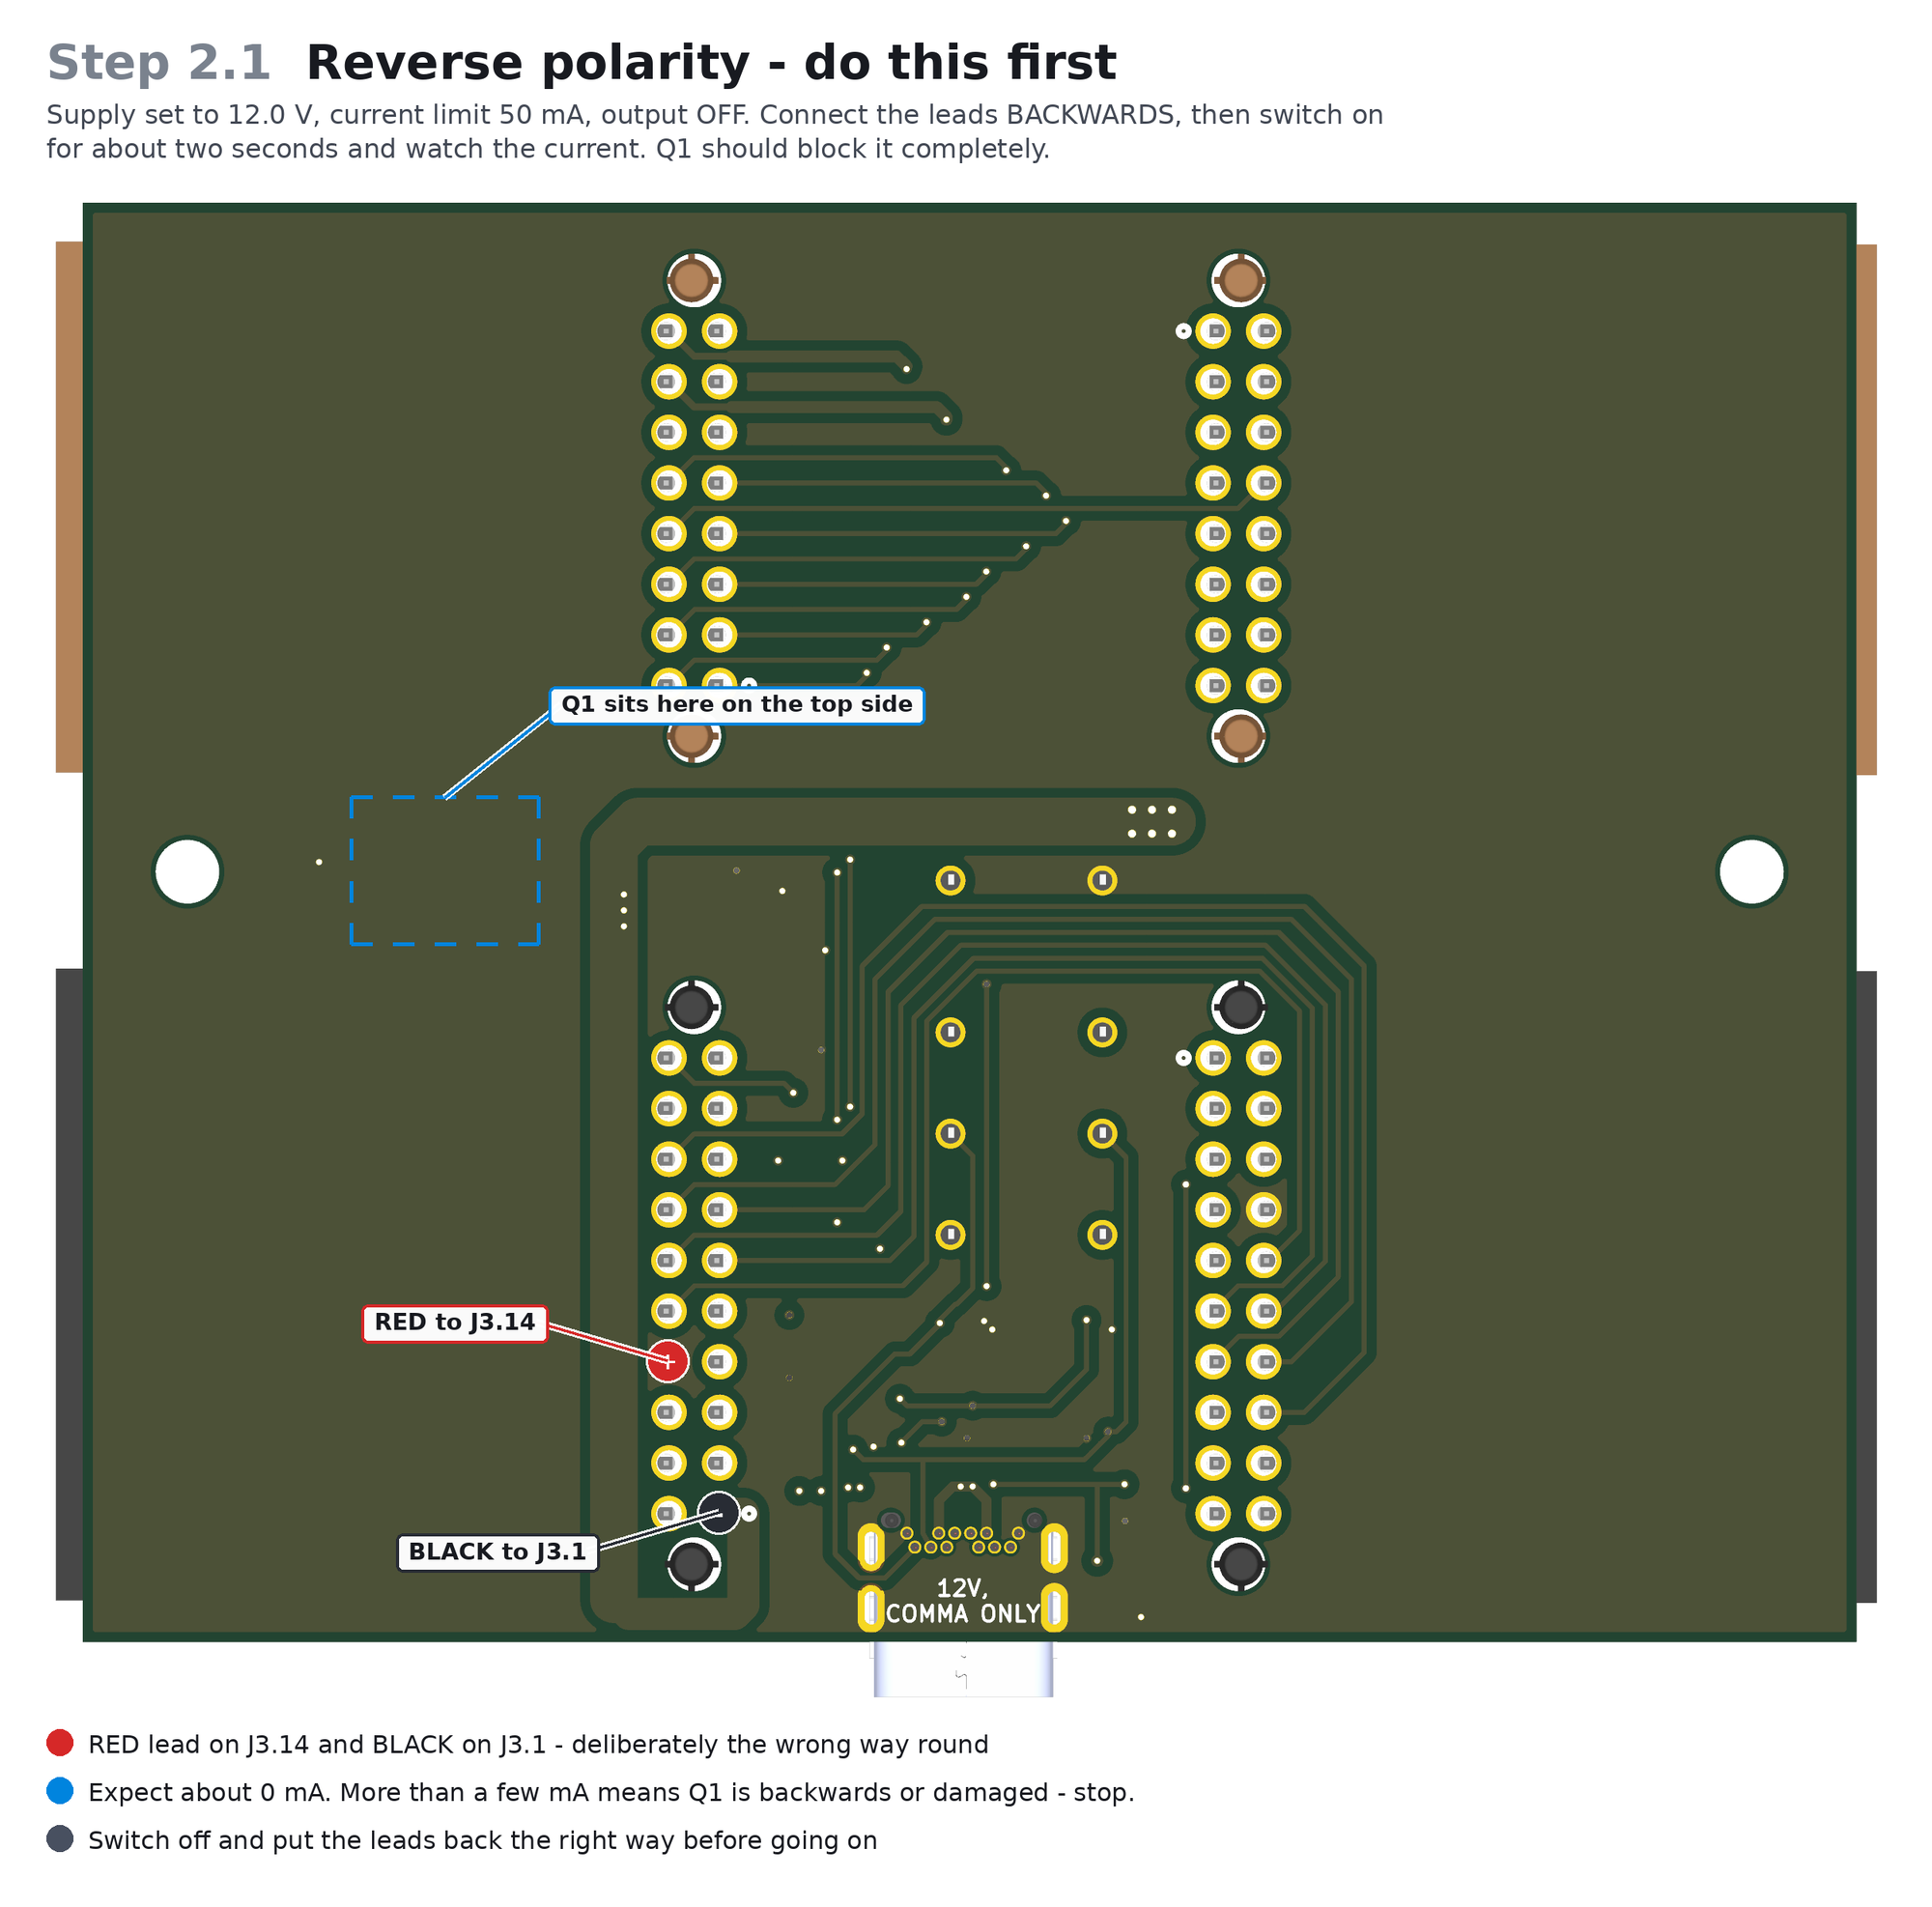 Step 2.1 Reverse polarity - do this first
Supply set to 12.0 V, current limit 50 mA, output OFF. Connect the leads BACKWARDS, then switch on
for about two seconds and watch the current. Q1 should block it completely.
Q1 sits here on the top side
RED to J3.14
BLACK to J3.1
12V,
COMMA ONLY
RED lead on J3.14 and BLACK on J3.1 - deliberately the wrong way round
Expect about 0 mA. More than a few mA means Q1 is backwards or damaged - stop.
Switch off and put the leads back the right way before going on